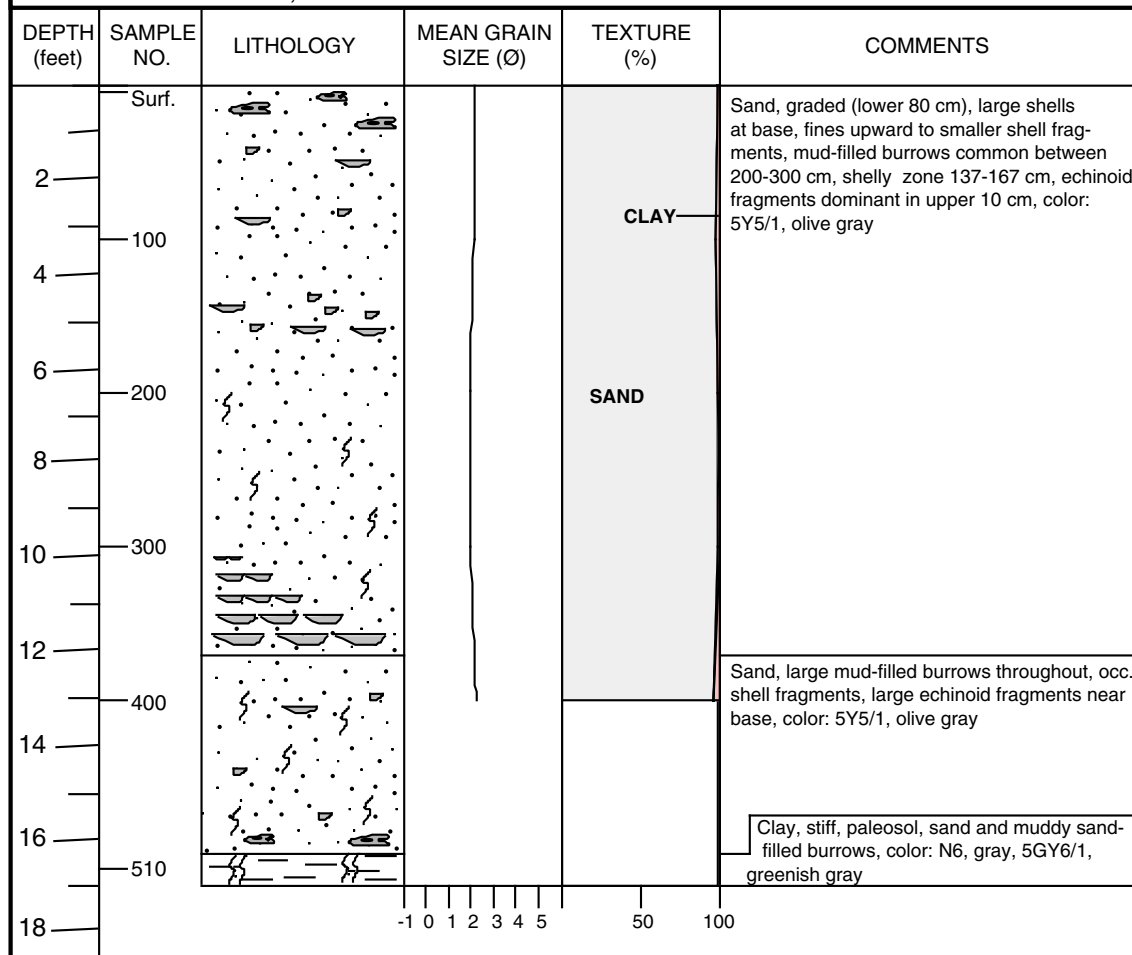 DEPTH (feet)
SAMPLE NO.
LITHOLOGY
MEAN GRAIN SIZE (Ø)
TEXTURE (%)
COMMENTS
Surf.
Sand, graded (lower 80 cm), large shells
at base, fines upward to smaller shell frag-
ments, mud-filled burrows common between
200-300 cm, shelly zone 137-167 cm, echinoid
fragments dominant in upper 10 cm, color:
5Y5/1, olive gray
2
CLAY
100
4
6
200
SAND
8
300
10
12
Sand, large mud-filled burrows throughout, occ.
shell fragments, large echinoid fragments near
base, color: 5Y5/1, olive gray
400
14
16
Clay, stiff, paleosol, sand and muddy sand-
filled burrows, color: N6, gray, 5GY6/1,
greenish gray
510
-1 0 1 2 3 4 5
50 100
18